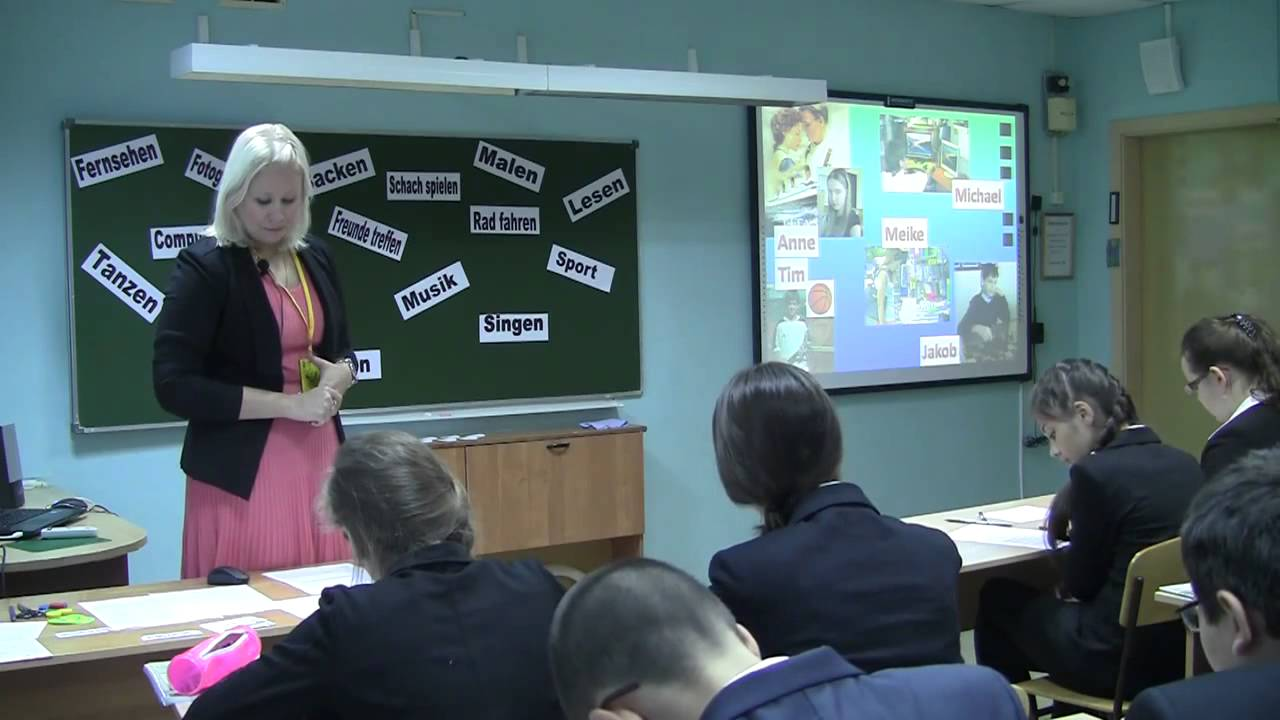 Fernsehen
Schach spielen
Malen
Lesen
Freunde treffen
Rad fahren
Tanzen
Musik
Sport
Singen
Michael
Anne
Meike
Tim
Jakob